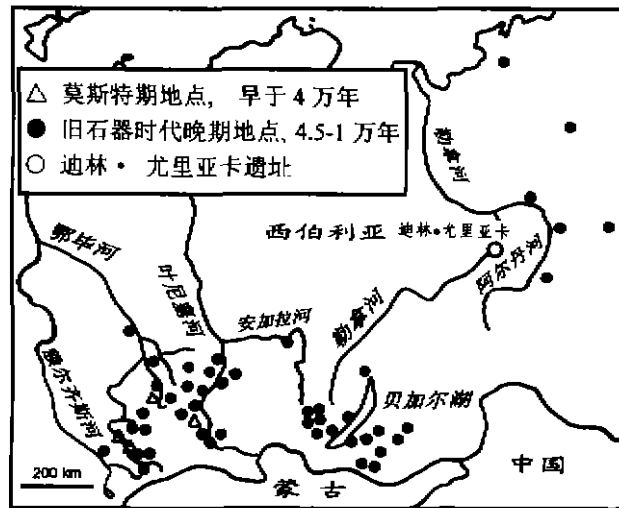 莫斯特期地点， 早于4万年
旧石器时代晚期地点、4.5-1万年
迪林· 尤里亚卡遗址
勒拿河
鄂毕河
西伯利亚
迪林·尤里亚卡
阿尔丹河
叶尼塞河
安加拉河
勒拿河
额尔齐斯河
贝加尔湖
200 km
蒙古
中国